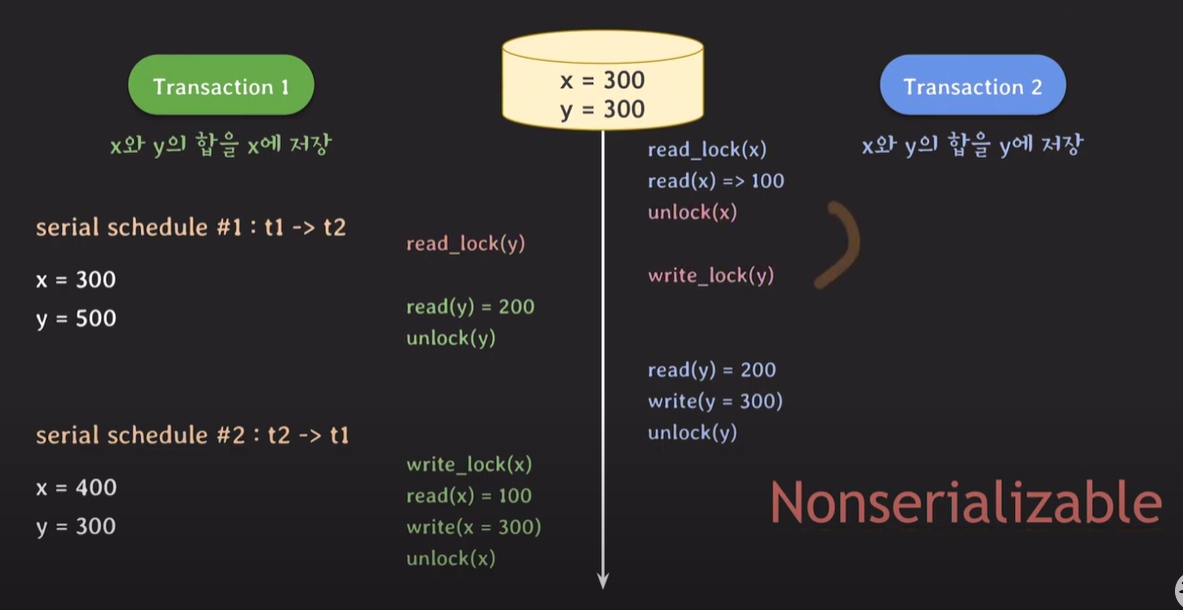 Transaction 1
x와 y의 합을 x에 저장
x = 300
y = 300
Transaction 2
x와 y의 합을 y에 저장
serial schedule #1 : t1 -> t2
x = 300
y = 500
serial schedule #2 : t2 -> t1
x = 400
y = 300
read_lock(y)
read(y) = 200
unlock(y)
write_lock(x)
read(x) = 100
write(x = 300)
unlock(x)
read_lock(x)
read(x) => 100
unlock(x)
write_lock(y)
read(y) = 200
write(y = 300)
unlock(y)
Nonserializable